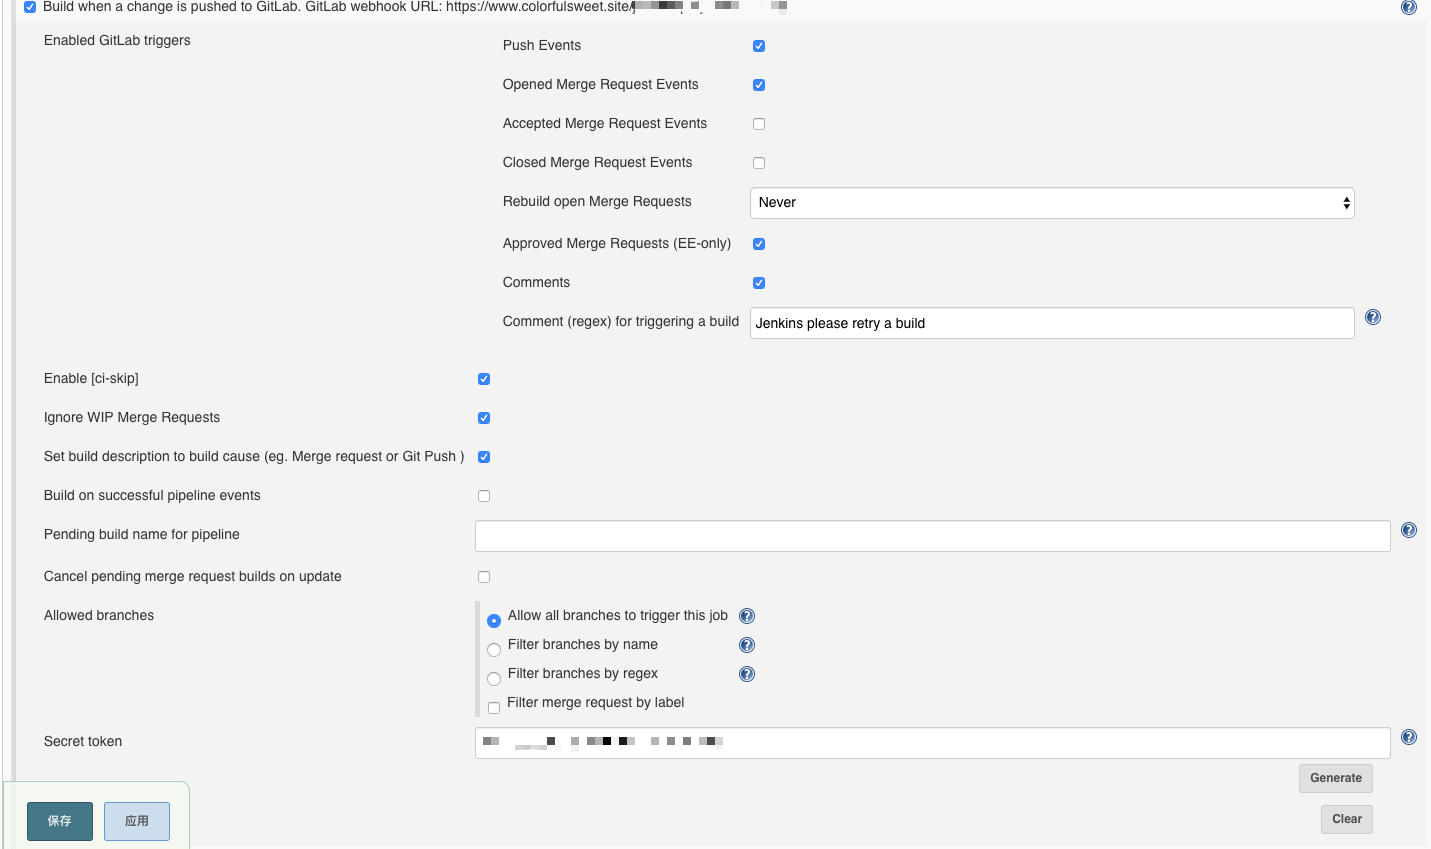 Build when a change is pushed to GitLab. GitLab webhook URL: https://www.colorfulsweet.site/
Enabled GitLab triggers
Push Events
Opened Merge Request Events
Accepted Merge Request Events
Closed Merge Request Events
Rebuild open Merge Requests
Never
Approved Merge Requests (EE-only)
Comments
Comment (regex) for triggering a build
Jenkins please retry a build
Enable [ci-skip]
Ignore WIP Merge Requests
Set build description to build cause (eg. Merge request or Git Push )
Build on successful pipeline events
Pending build name for pipeline
Cancel pending merge request builds on update
Allowed branches
Allow all branches to trigger this job
Filter branches by name
Filter branches by regex
Filter merge request by label
Secret token
Generate
Clear
保存
应用